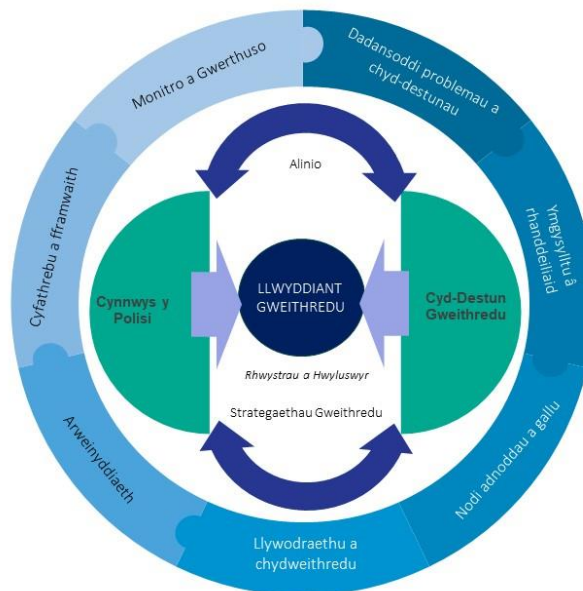 Monitro a Gwerthuso
Dadansoddi problemau a
chyd-destunau
Ymgysylltu â
rhanddeiliaid
Nodi adnoddau a gallu
Llywodraethu a
chydweithredu
Arweinyddiaeth
Cyfathrebu a fframwaith
Alinio
Cynnwys y
Polisi
LLWYDDIANT
GWEITHREDU
Cyd-Destun
Gweithredu
Rhwystrau a Hwyluswyr
Strategaethau Gweithredu